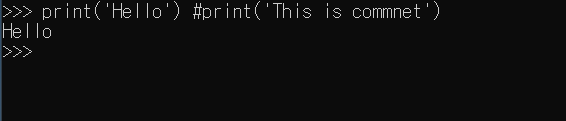 >>> print('Hello') #print('This is commnet')
Hello
>>>